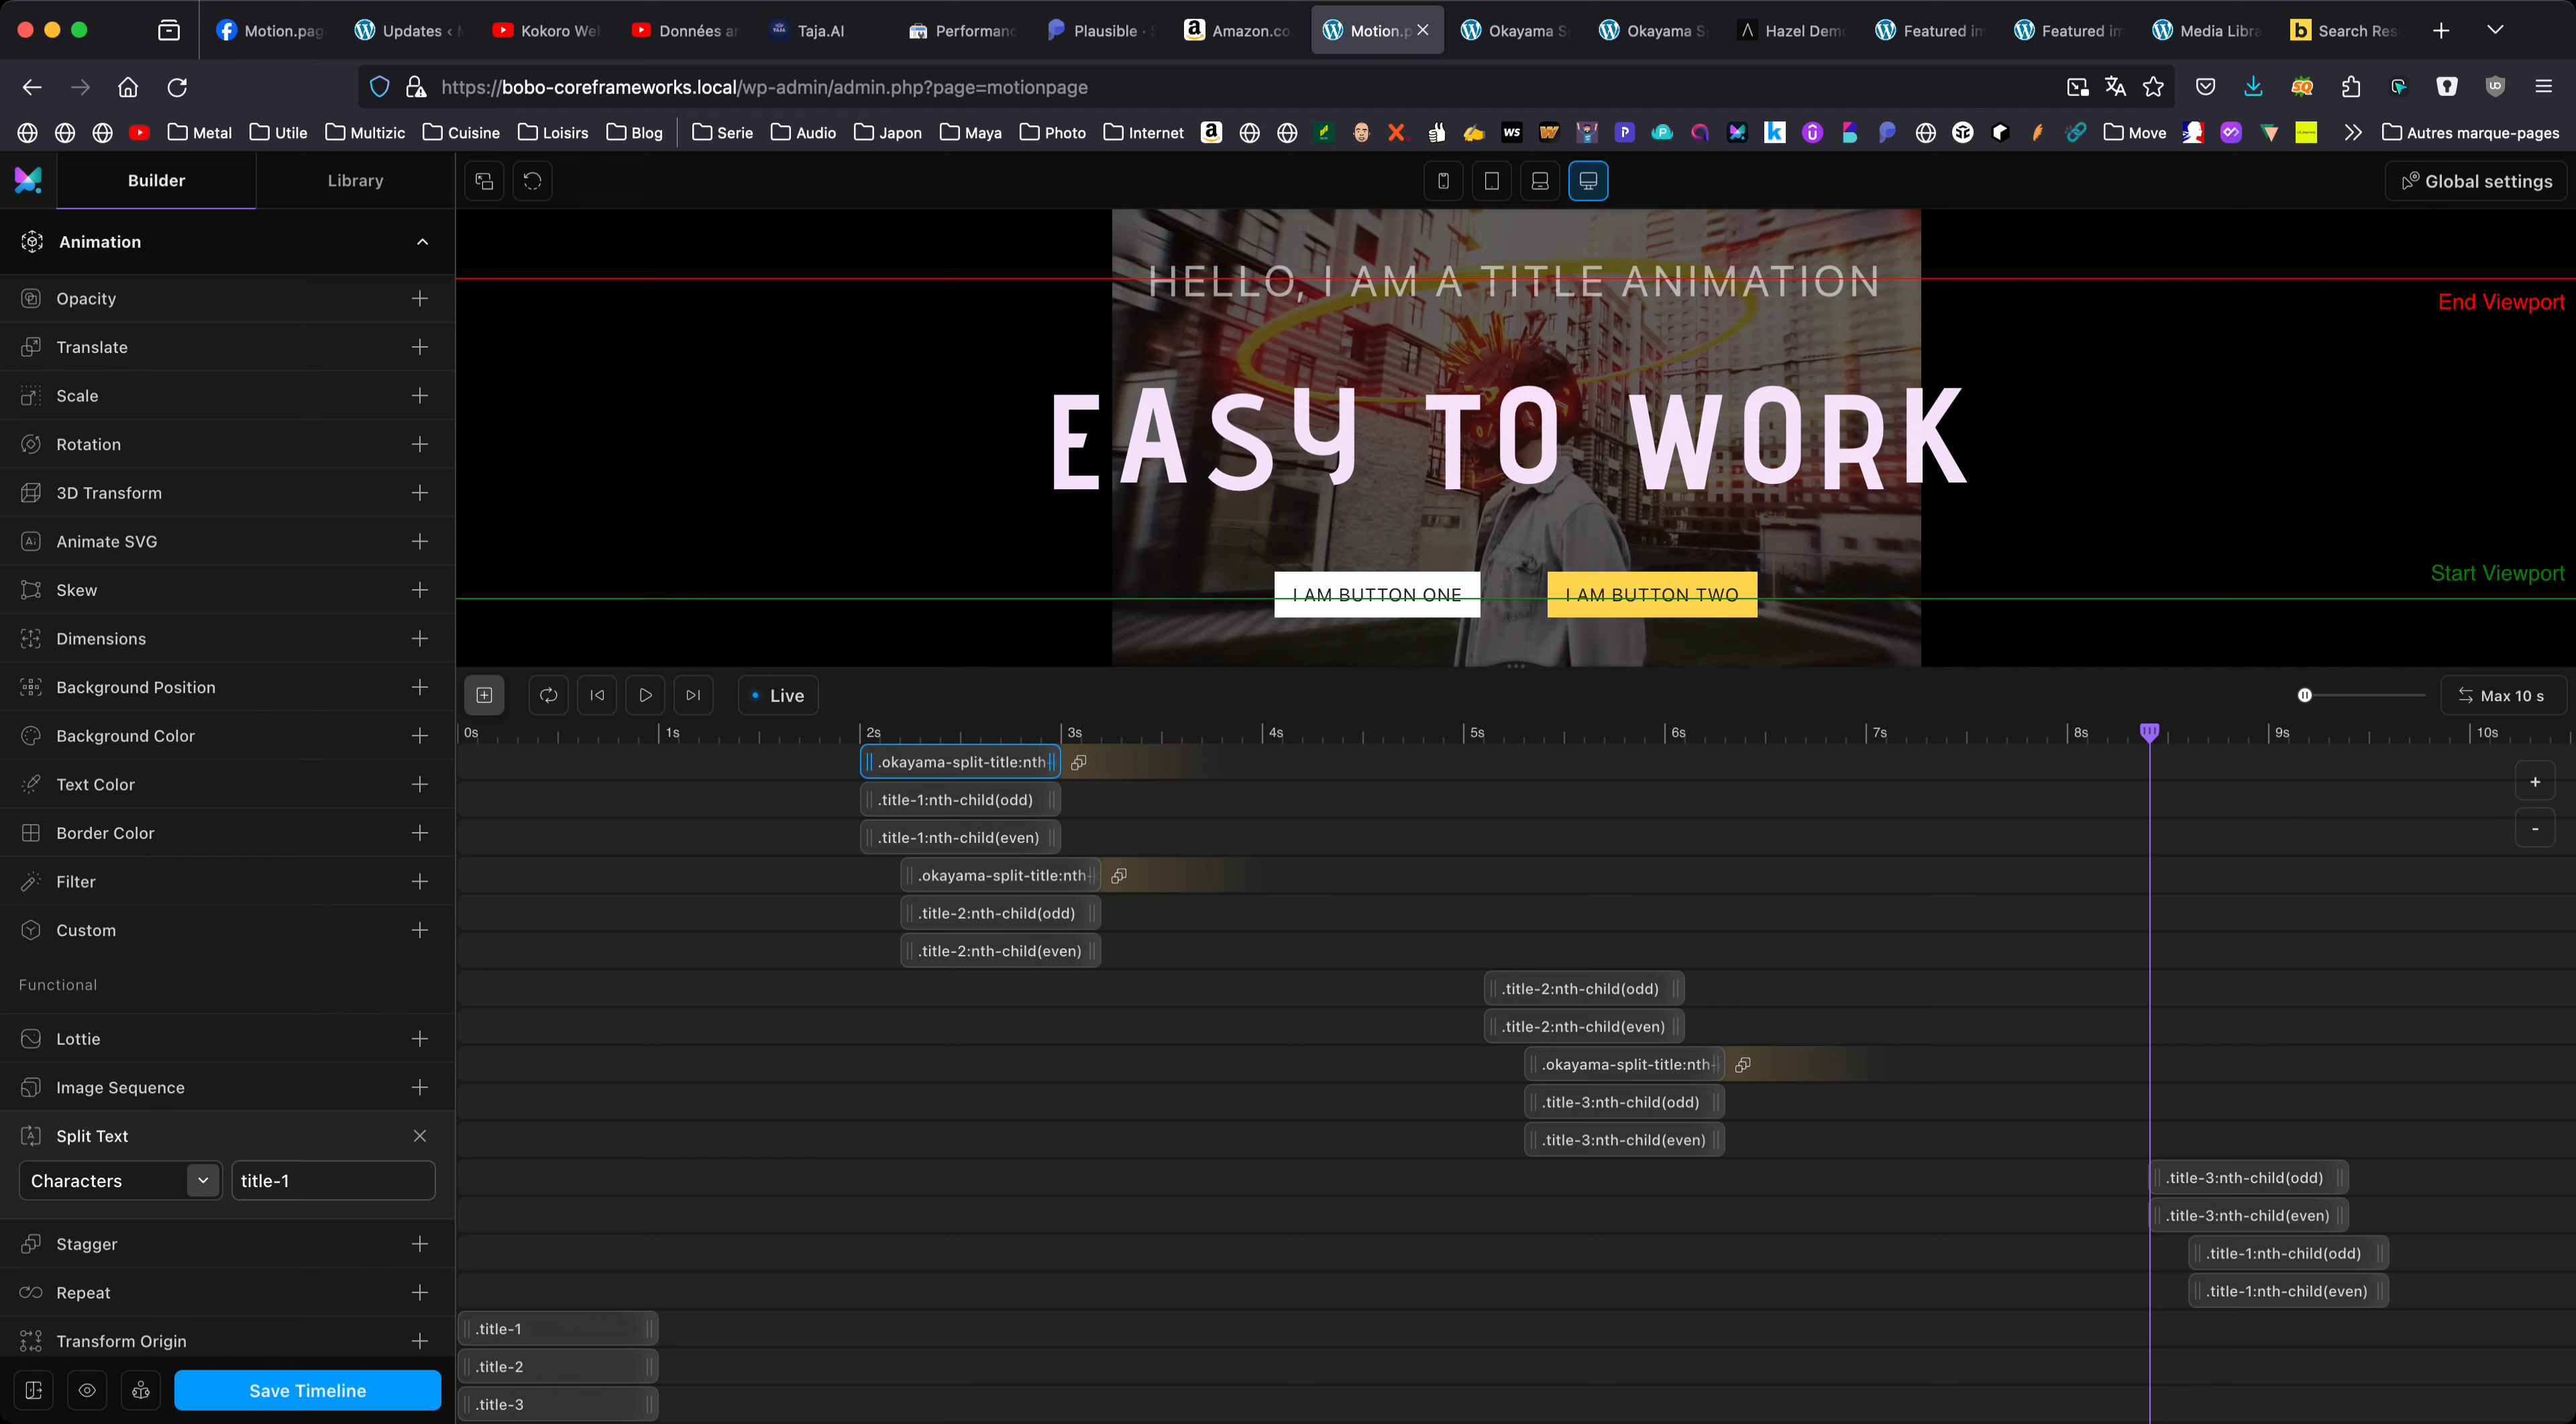 Motion.pag
Updates ‹ M
Kokoro Web
Données an
Taja.AI
Performanc
Plausible · S
Amazon.co
Motion.p
Okayama S
Okayama S
Hazel Demo
Featured im
Featured im
Media Libra
Search Res
https://bobo-coreframeworks.local/wp-admin/admin.php?page=motionpage
Metal
Utile
Multizic
Cuisine
Loisirs
Blog
Serie
Audio
Japon
Maya
Photo
Internet
Move
Autres marque-pages
Builder
Library
Global settings
Animation
Opacity
Translate
Scale
Rotation
3D Transform
Animate SVG
Skew
Dimensions
Background Position
Background Color
Text Color
Border Color
Filter
Custom
Functional
Lottie
Image Sequence
Split Text
Characters
title-1
Stagger
Repeat
Transform Origin
Save Timeline
HELLO, I AM A TITLE ANIMATION
End Viewport
EASY TO WORK
Start Viewport
I AM BUTTON ONE
I AM BUTTON TWO
Live
Max 10 s
0s 1s 2s 3s 4s 5s 6s 7s 8s 9s 10s
.okayama-split-title:nth-
.title-1:nth-child(odd)
.title-1:nth-child(even)
.okayama-split-title:nth-
.title-2:nth-child(odd)
.title-2:nth-child(even)
.title-2:nth-child(odd)
.title-2:nth-child(even)
.okayama-split-title:nth-
.title-3:nth-child(odd)
.title-3:nth-child(even)
.title-3:nth-child(odd)
.title-3:nth-child(even)
.title-1:nth-child(odd)
.title-1:nth-child(even)
.title-1
.title-2
.title-3